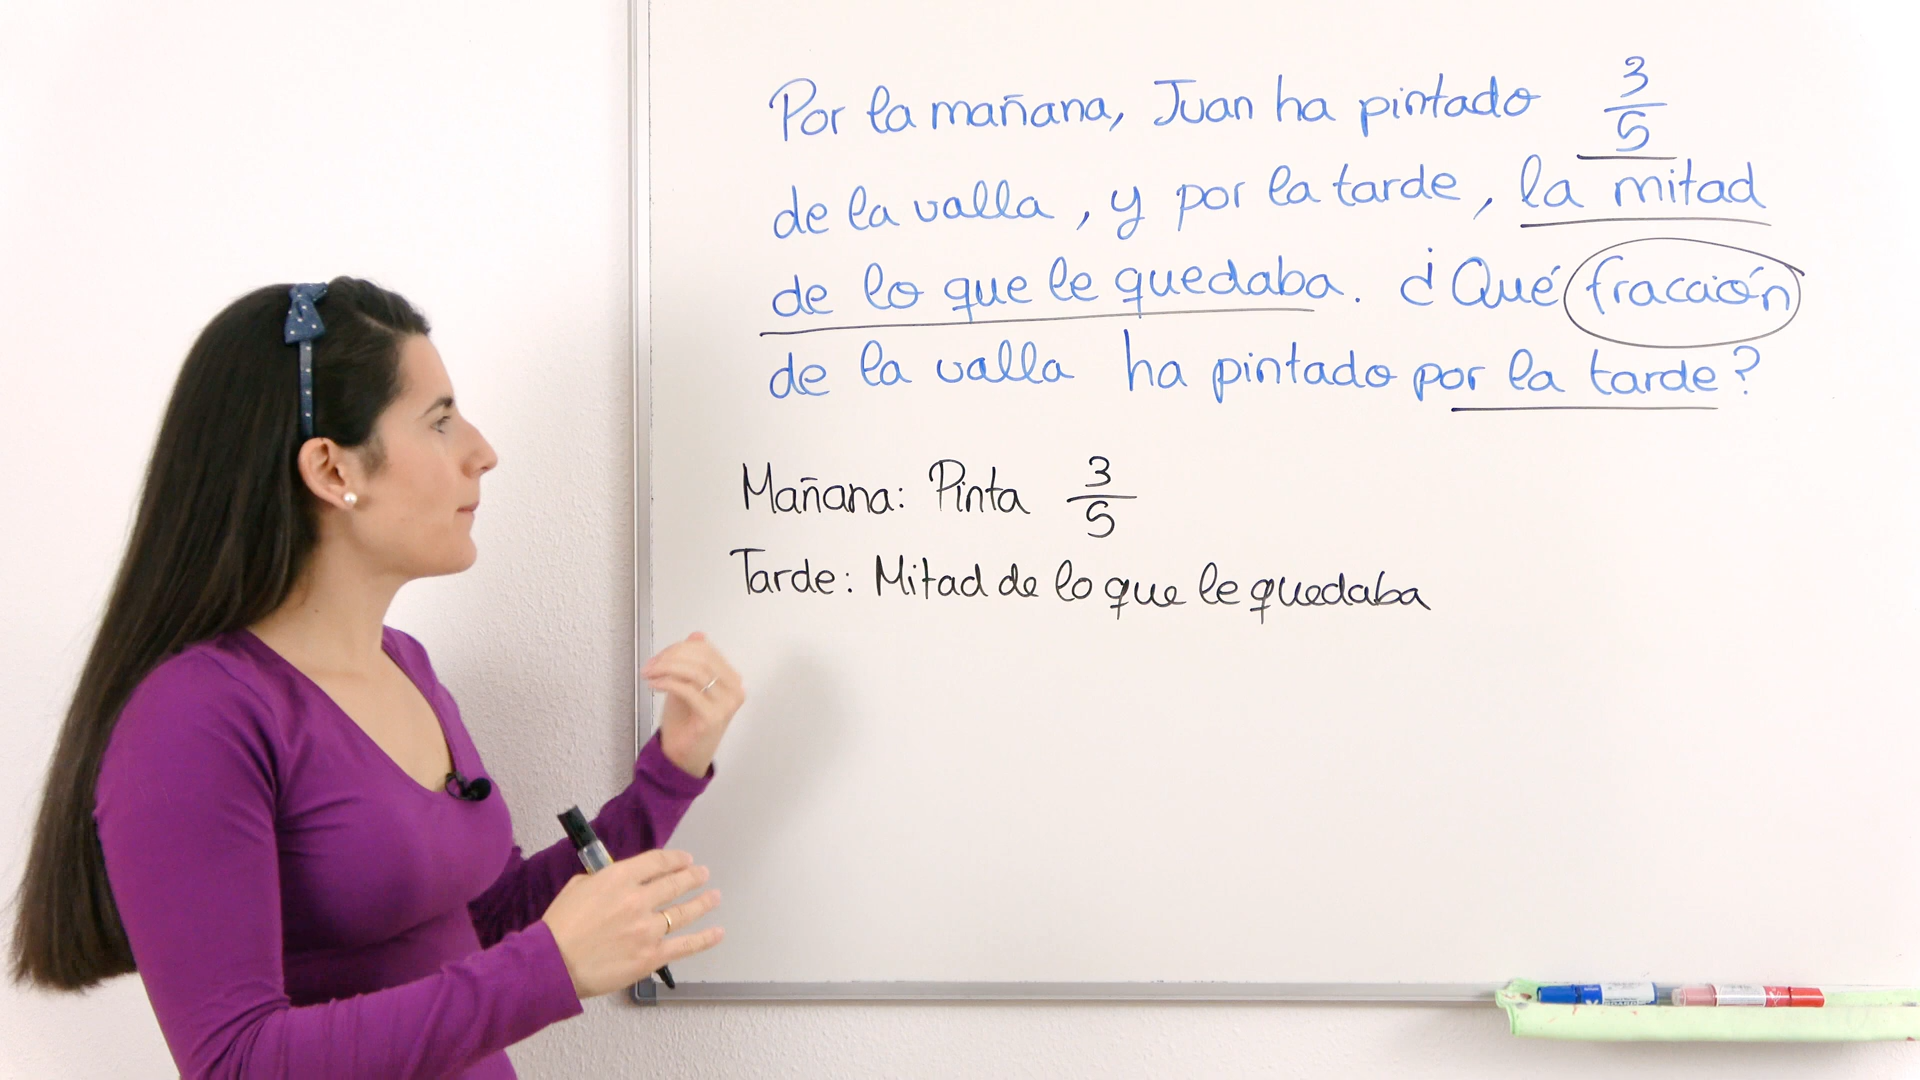 Por la mañana, Juan ha pintado 3/5
de la valla, y por la tarde, la mitad
de lo que le quedaba. ¿Qué fracción
de la valla ha pintado por la tarde?
Mañana: Pinta 3/5
Tarde: Mitad de lo que le quedaba